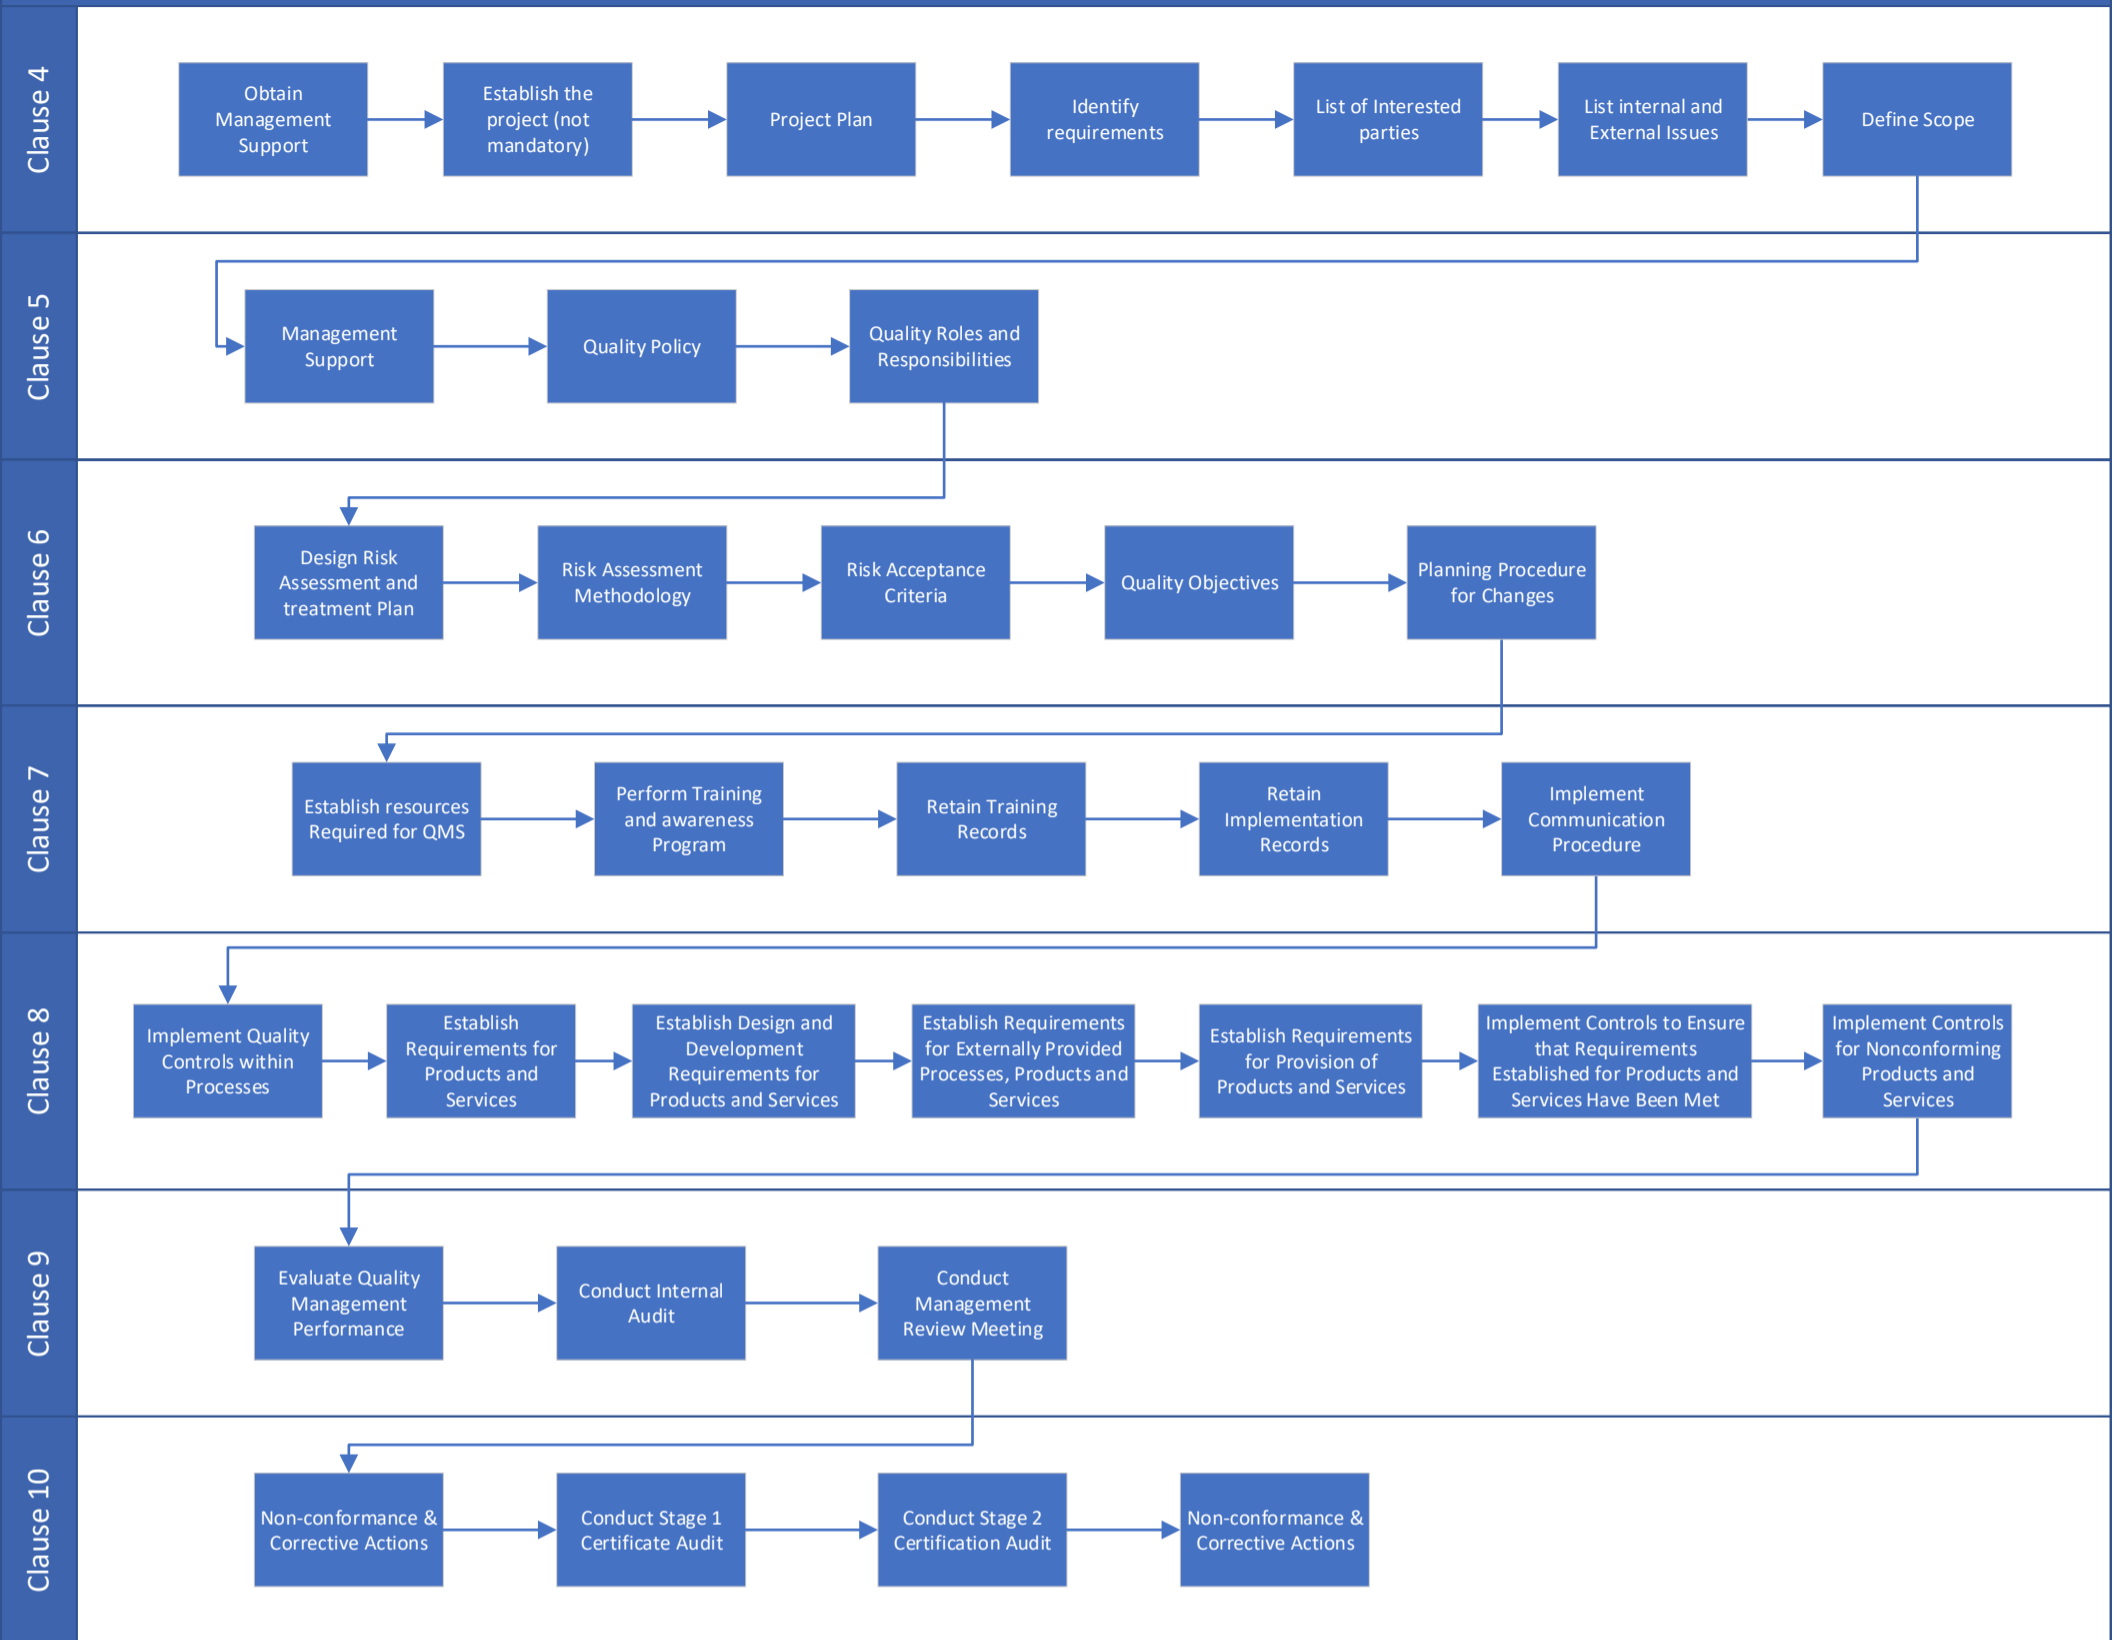 Clause 4
Obtain
Management
Support
Establish the
project (not
mandatory)
Project Plan
Identify
requirements
List of Interested
parties
List internal and
External Issues
Define Scope
Clause 5
Management
Support
Quality Policy
Quality Roles and
Responsibilities
Clause 6
Design Risk
Assessment and
treatment Plan
Risk Assessment
Methodology
Risk Acceptance
Criteria
Quality Objectives
Planning Procedure
for Changes
Clause 7
Establish resources
Required for QMS
Perform Training
and awareness
Program
Retain Training
Records
Retain
Implementation
Records
Implement
Communication
Procedure
Clause 8
Implement Quality
Controls within
Processes
Establish
Requirements for
Products and
Services
Establish Design and
Development
Requirements for
Products and Services
Establish Requirements
for Externally Provided
Processes, Products and
Services
Establish Requirements
for Provision of
Products and Services
Implement Controls to Ensure
that Requirements
Established for Products and
Services Have Been Met
Implement Controls
for Nonconforming
Products and
Services
Clause 9
Evaluate Quality
Management
Performance
Conduct Internal
Audit
Conduct
Management
Review Meeting
Clause 10
Non-conformance &
Corrective Actions
Conduct Stage 1
Certificate Audit
Conduct Stage 2
Certification Audit
Non-conformance &
Corrective Actions